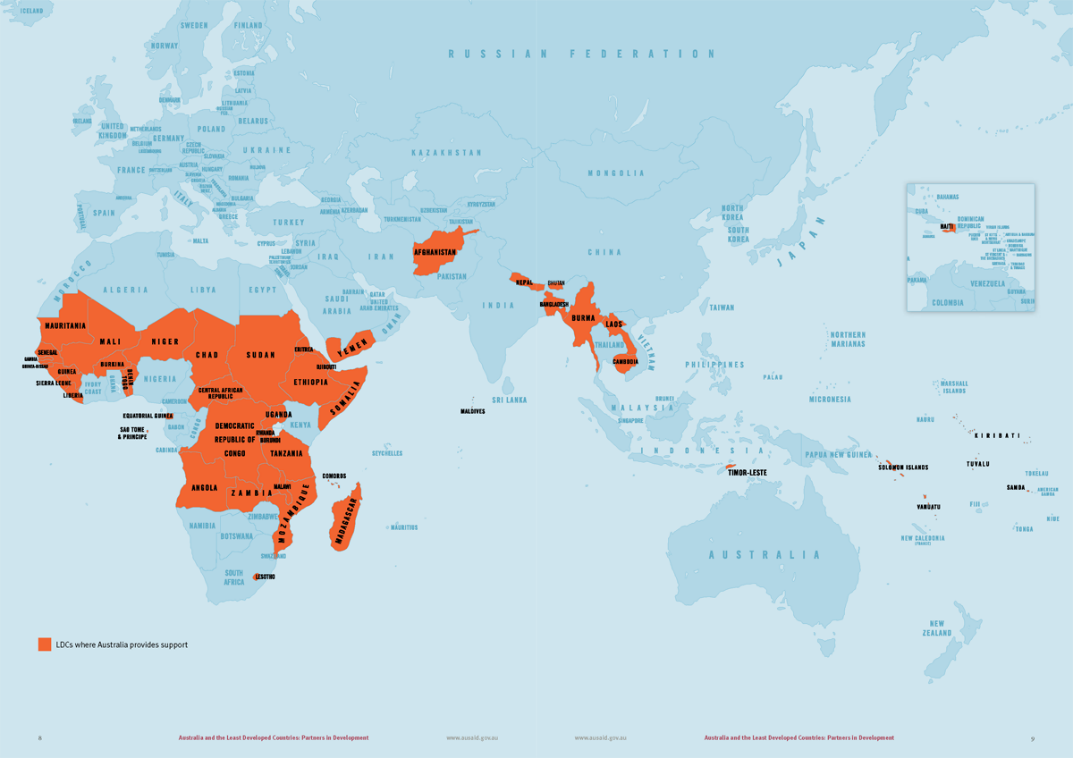 ICELAND
SWEDEN
FINLAND
NORWAY
RUSSIAN FEDERATION
ESTONIA
LATVIA
DENMARK
LITHUANIA
IRELAND
UNITED
KINGDOM
NETHERLANDS
POLAND
BELARUS
GERMANY
BELGIUM
CZECH
REPUBLIC
UKRAINE
FRANCE
AUSTRIA
HUNGARY
ROMANIA
ITALY
BULGARIA
PORTUGAL
SPAIN
GREECE
TURKEY
GEORGIA
ARMENIA
AZERBAIJAN
KAZAKHSTAN
MONGOLIA
UZBEKISTAN
KYRGYZSTAN
TURKMENISTAN
TAJIKISTAN
NORTH
KOREA
SOUTH
KOREA
JAPAN
CHINA
MALTA
CYPRUS
SYRIA
LEBANON
JORDAN
IRAQ
IRAN
AFGHANISTAN
PAKISTAN
TUNISIA
MOROCCO
ALGERIA
LIBYA
EGYPT
SAUDI
ARABIA
BAHRAIN
QATAR
UNITED
ARAB EMIRATES
OMAN
NEPAL
BHUTAN
BANGLADESH
INDIA
BURMA
LAOS
THAILAND
VIETNAM
CAMBODIA
TAIWAN
PHILIPPINES
BAHAMAS
CUBA
HAITI
DOMINICAN
REPUBLIC
PANAMA
VENEZUELA
GUYANA
COLOMBIA
MAURITANIA
MALI
NIGER
CHAD
SUDAN
ERITREA
YEMEN
DJIBOUTI
SENEGAL
GAMBIA
GUINEA-BISSAU
GUINEA
BURKINA
BENIN
TOGO
GHANA
IVORY
COAST
SIERRA LEONE
LIBERIA
NIGERIA
CAMEROON
CENTRAL AFRICAN
REPUBLIC
ETHIOPIA
SOMALIA
EQUATORIAL GUINEA
SAO TOME
& PRINCIPE
GABON
CONGO
CABINDA
DEMOCRATIC
REPUBLIC OF
CONGO
UGANDA
KENYA
RWANDA
BURUNDI
TANZANIA
SEYCHELLES
COMOROS
ANGOLA
ZAMBIA
MALAWI
MOZAMBIQUE
MADAGASCAR
MAURITIUS
ZIMBABWE
NAMIBIA
BOTSWANA
SWAZILAND
SOUTH
AFRICA
LESOTHO
MALDIVES
SRI LANKA
BRUNEI
MALAYSIA
SINGAPORE
INDONESIA
TIMOR-LESTE
PALAU
NORTHERN
MARIANAS
MICRONESIA
MARSHALL
ISLANDS
NAURU
KIRIBATI
PAPUA NEW GUINEA
SOLOMON ISLANDS
TUVALU
TOKELAU
SAMOA
AMERICAN
SAMOA
VANUATU
FIJI
NIUE
TONGA
NEW CALEDONIA
(FRANCE)
AUSTRALIA
NEW
ZEALAND
LDCs where Australia provides support
8
Australia and the Least Developed Countries: Partners in Development
www.ausaid.gov.au
www.ausaid.gov.au
Australia and the Least Developed Countries: Partners in Development
9